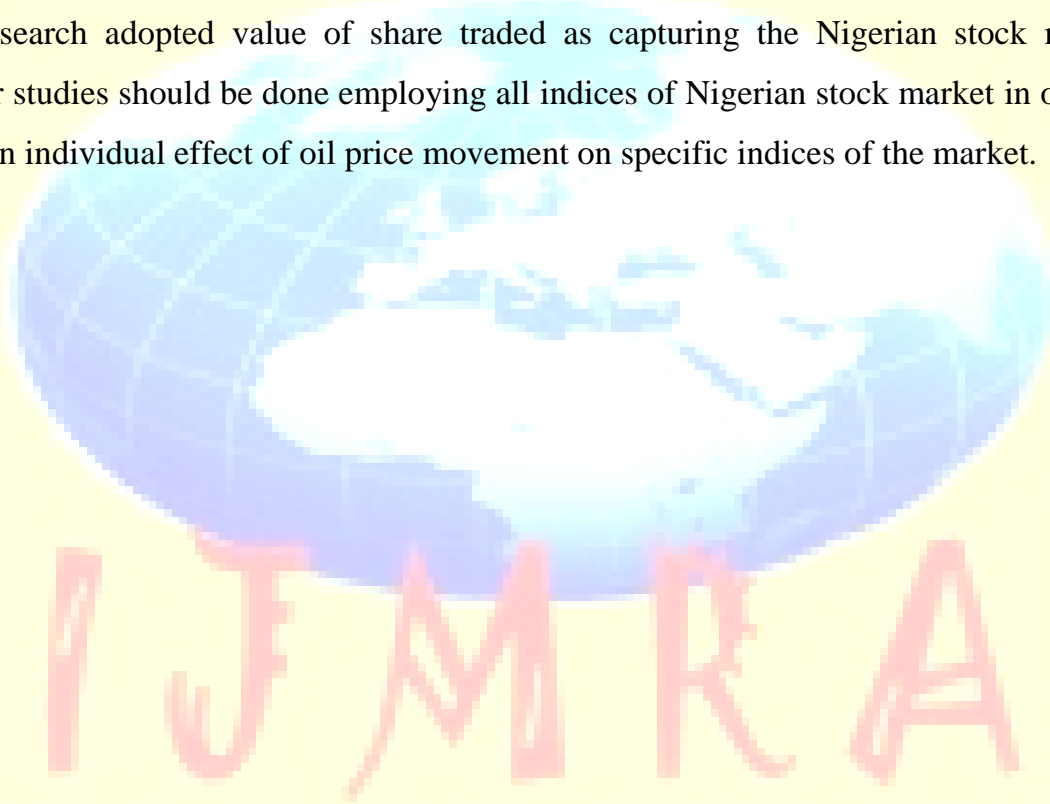 search adopted value of share traded as capturing the Nigerian stock
studies should be done employing all indices of Nigerian stock market in
individual effect of oil price movement on specific indices of the market.
IJMRA